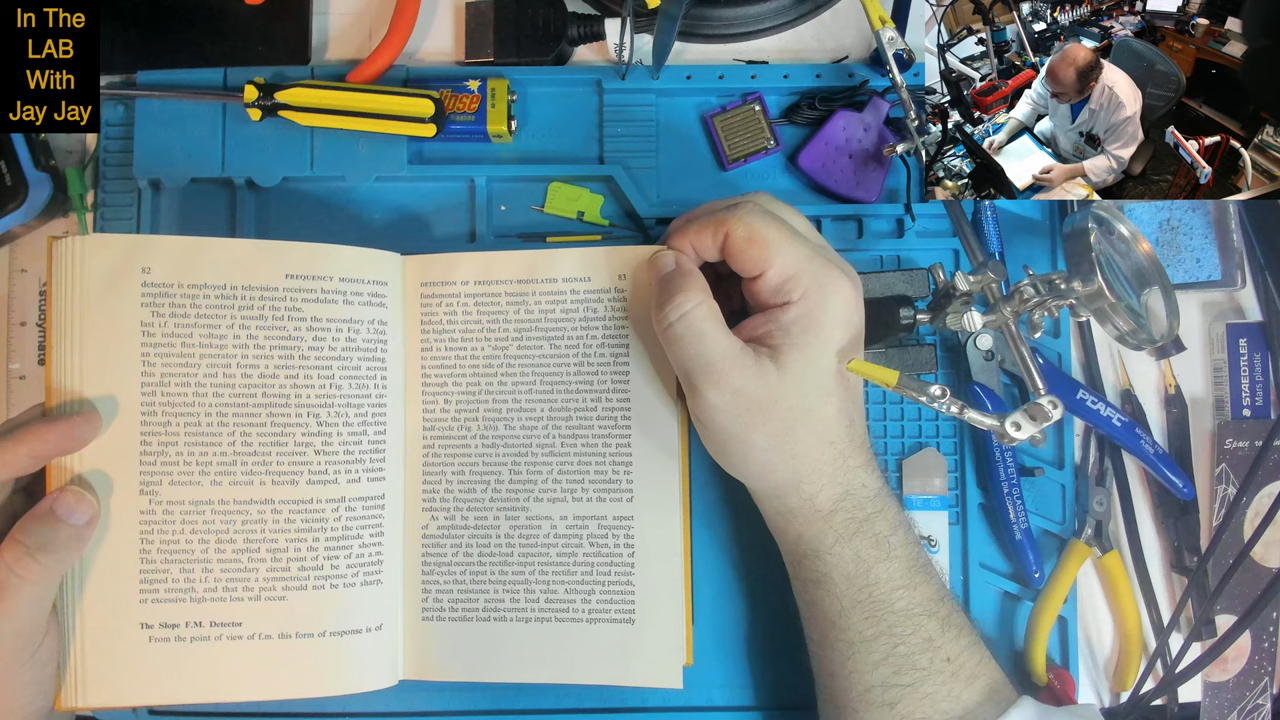 In The
LAB
With
Jay Jay
82
FREQUENCY MODULATION
detector is employed in television receivers having one video-
amplifier stage in which it is desired to modulate the cathode,
rather than the control grid of the tube.
The diode detector is usually fed from the secondary of the
last i.f. transformer of the receiver, as shown in Fig. 3.2(a).
The induced voltage in the secondary, due to the varying
magnetic flux-linkage with the primary, may be attributed to
an equivalent generator in series with the secondary winding.
The secondary circuit forms a series-resonant circuit across
this generator and has the diode and its load connected in
parallel with the tuning capacitor as shown at Fig. 3.2(b). It is
well known that the current flowing in a series-resonant cir-
cuit subjected to a constant-amplitude sinusoidal-voltage varies
with frequency in the manner shown in Fig. 3.2(c), and goes
through a peak at the resonant frequency. When the effective
series-loss resistance of the secondary winding is small, and
the input resistance of the rectifier large, the circuit tunes
sharply, as in an a.m.-broadcast receiver. Where the rectifier
load must be kept small in order to ensure a reasonably level
response over the entire video-frequency band, as in a vision-
signal detector, the circuit is heavily damped, and tunes
flatly.
For most signals the bandwidth occupied is small compared
with the carrier frequency, so the reactance of the tuning
capacitor does not vary greatly in the vicinity of resonance,
and the p.d. developed across it varies similarly to the current.
The input to the diode therefore varies in amplitude with
the frequency of the applied signal in the manner shown.
This characteristic means, from the point of view of an a.m.
receiver, that the secondary circuit should be accurately
aligned to the i.f. to ensure a symmetrical response of maxi-
mum strength, and that the peak should not be too sharp,
or excessive high-note loss will occur.
The Slope F.M. Detector
From the point of view of f.m. this form of response is of
DETECTION OF FREQUENCY-MODULATED SIGNALS
83
fundamental importance because it contains the essential fea-
ture of an f.m. detector, namely, an output amplitude which
varies with the frequency of the input signal (Fig. 3.3(a)).
Indeed, this circuit, with the resonant frequency adjusted above
the highest value of the f.m. signal-frequency, or below the low-
est, was the first to be used and investigated as an f.m. detector
and is known as a "slope" detector. The need for off-tuning
to ensure that the entire frequency-excursion of the f.m. signal
is confined to one side of the resonance curve will be seen from
the waveform obtained when the frequency is allowed to sweep
through the peak on the upward frequency-swing (or lower
frequency-swing if the circuit is off-tuned in the downward direc-
tion). By projection from the resonance curve it will be seen
that the upward swing produces a double-peaked response
because the peak frequency is swept through twice during the
half-cycle (Fig. 3.3(b)). The shape of the resultant waveform
is reminiscent of the response curve of a bandpass transformer
and represents a badly-distorted signal. Even when the peak
of the response curve is avoided by sufficient mistuning serious
distortion occurs because the response curve does not change
linearly with frequency. This form of distortion may be re-
duced by increasing the damping of the tuned secondary to
make the width of the response curve large by comparison
with the frequency deviation of the signal, but at the cost of
reducing the detector sensitivity.
As will be seen in later sections, an important aspect
of amplitude-detector operation in certain frequency-
demodulator circuits is the degree of damping placed by the
rectifier and its load on the tuned-input circuit. When, in the
absence of the diode-load capacitor, simple rectification of
the signal occurs the rectifier-input resistance during conducting
half-cycles of input is the sum of the rectifier and load resist-
ances, so that, there being equally-long non-conducting periods,
the mean resistance is twice this value. Although connexion
of the capacitor across the load decreases the conduction
periods the mean diode-current is increased to a greater extent
and the rectifier load with a large input becomes approximately
studymate
STAEDTLER
Mars plastic
PCAFC
SAFETY GLASSES
TE-03